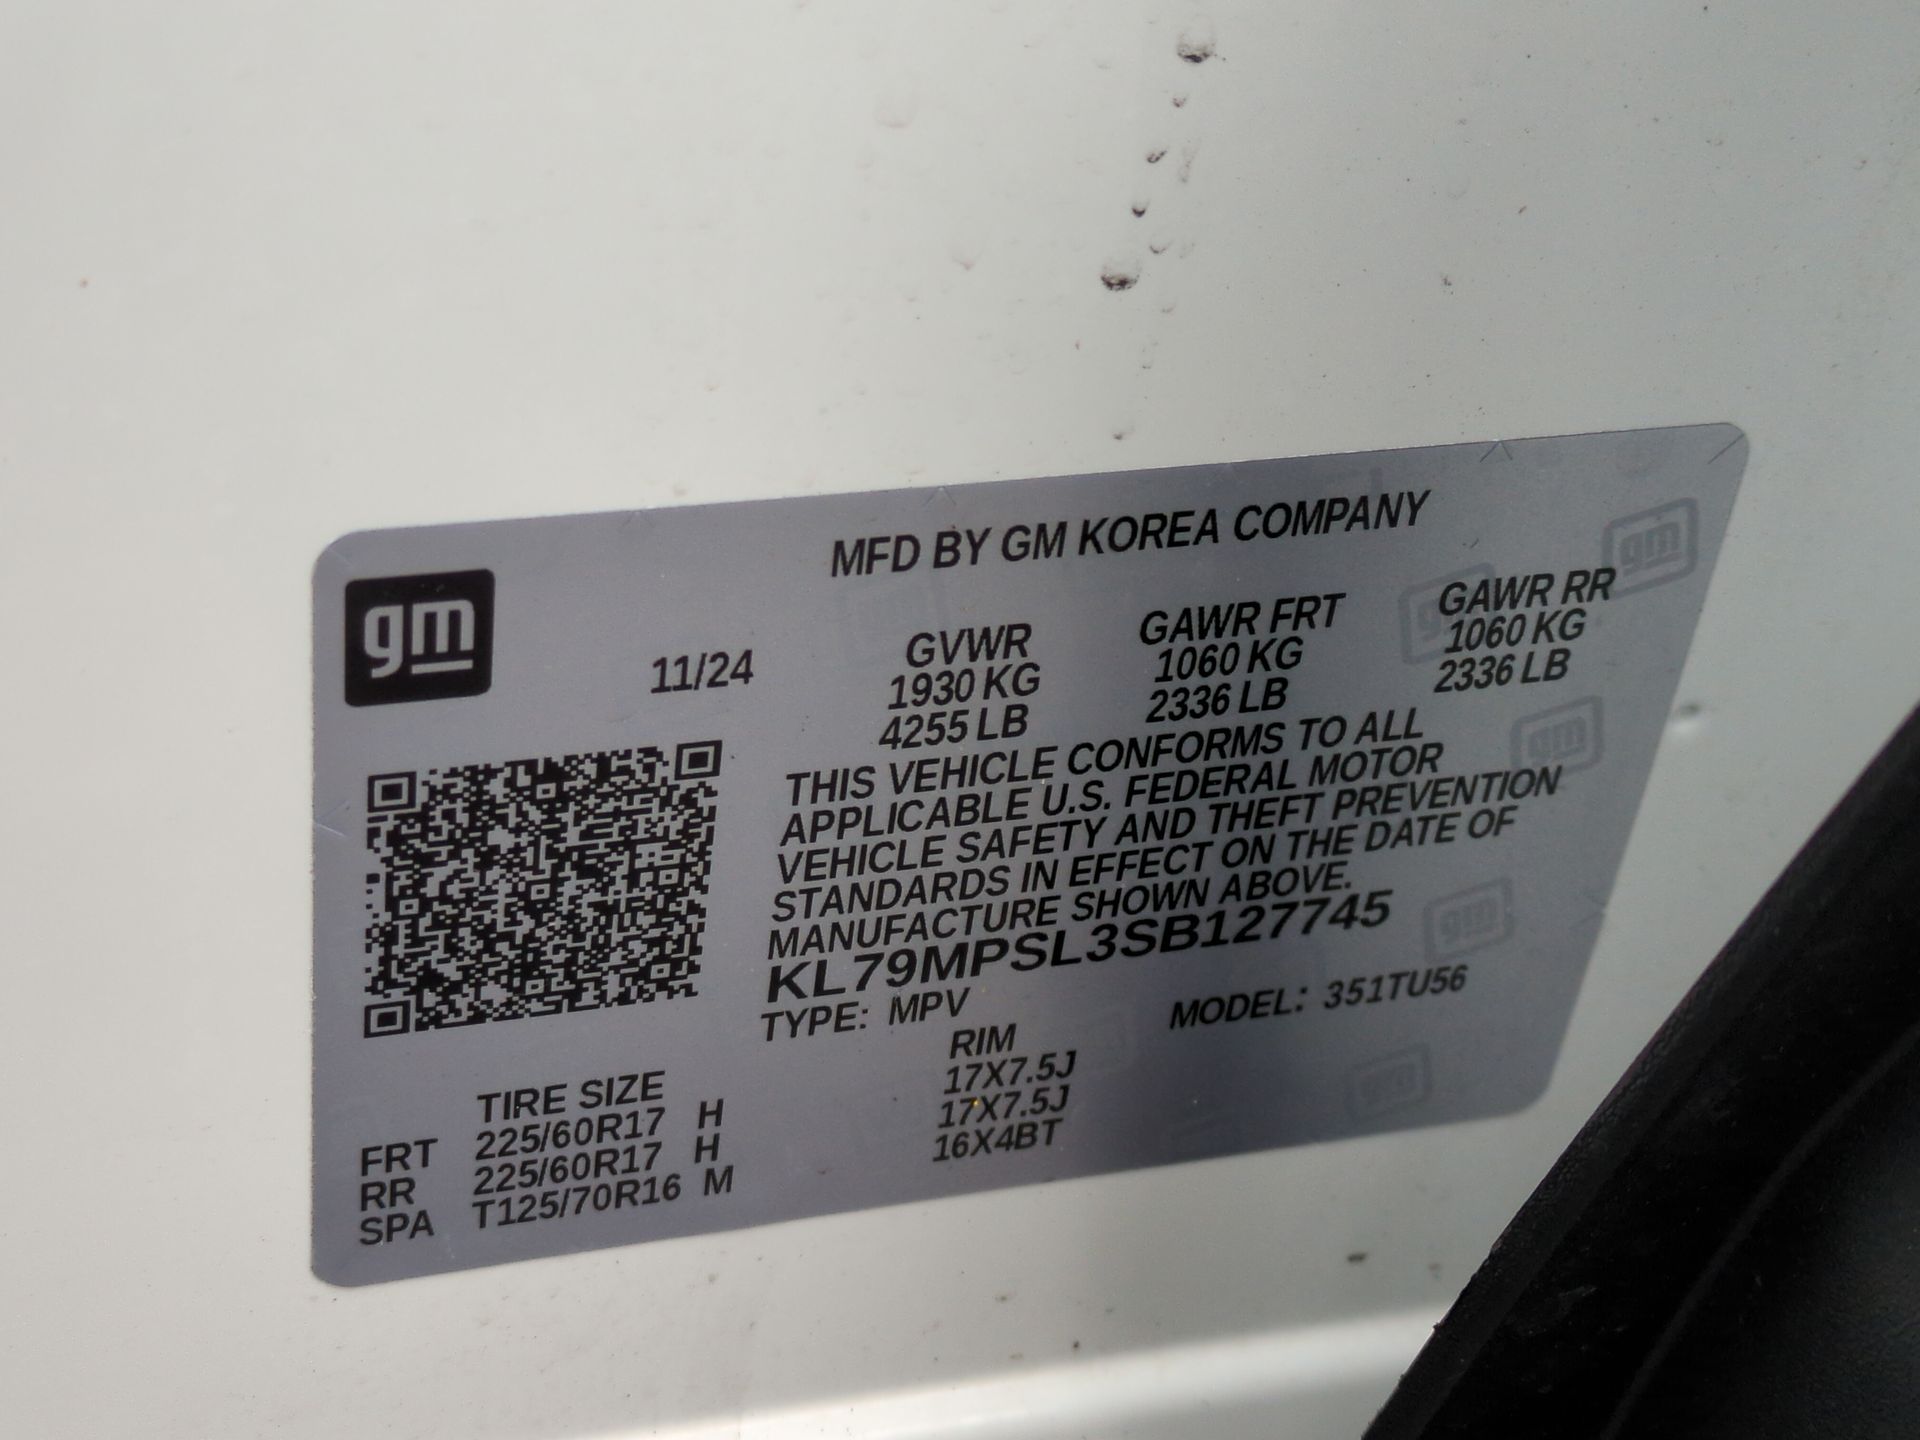 MFD BY GM KOREA COMPANY
gm
11/24
GVWR GAWR FRT GAWR RR
1930 KG 1060 KG 1060 KG
4255 LB 2336 LB 2336 LB
THIS VEHICLE CONFORMS TO ALL
APPLICABLE U.S. FEDERAL MOTOR
VEHICLE SAFETY AND THEFT PREVENTION
STANDARDS IN EFFECT ON THE DATE OF
MANUFACTURE SHOWN ABOVE.
KL79MPSL3SB127745
TYPE: MPV MODEL: 351TU56
TIRE SIZE RIM
FRT 225/60R17 H 17X7.5J
RR 225/60R17 H 17X7.5J
SPA T125/70R16 M 16X4BT